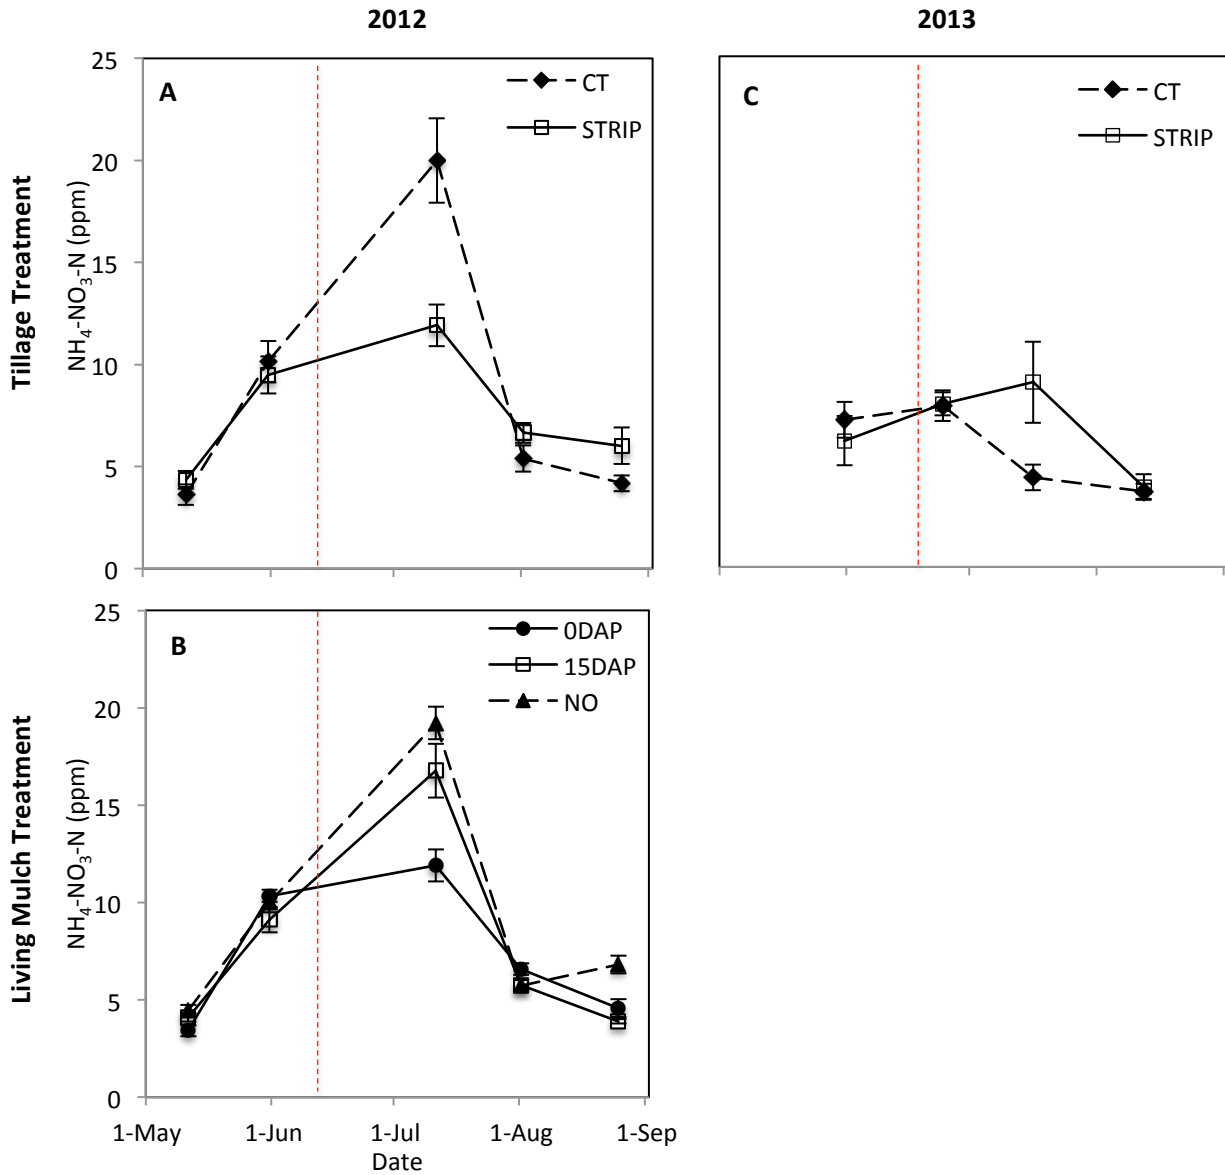 2012
2013
Tillage Treatment
NH4-NO3-N (ppm)
25
20
15
10
5
0
A
CT
STRIP
C
CT
STRIP
Living Mulch Treatment
NH4-NO3-N (ppm)
25
20
15
10
5
0
B
0DAP
15DAP
NO
1-May 1-Jun 1-Jul 1-Aug 1-Sep
Date